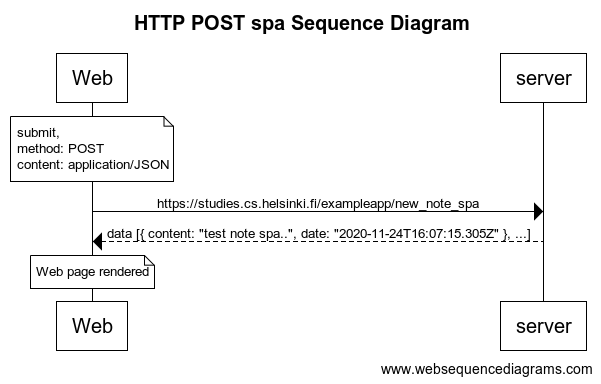 HTTP POST spa Sequence Diagram
Web
server
submit,
method: POST
content: application/JSON
https://studies.cs.helsinki.fi/exampleapp/new_note_spa
data [{ content: "test note spa..", date: "2020-11-24T16:07:15.305Z" }, ...]
Web page rendered
Web
server
www.websequencediagrams.com